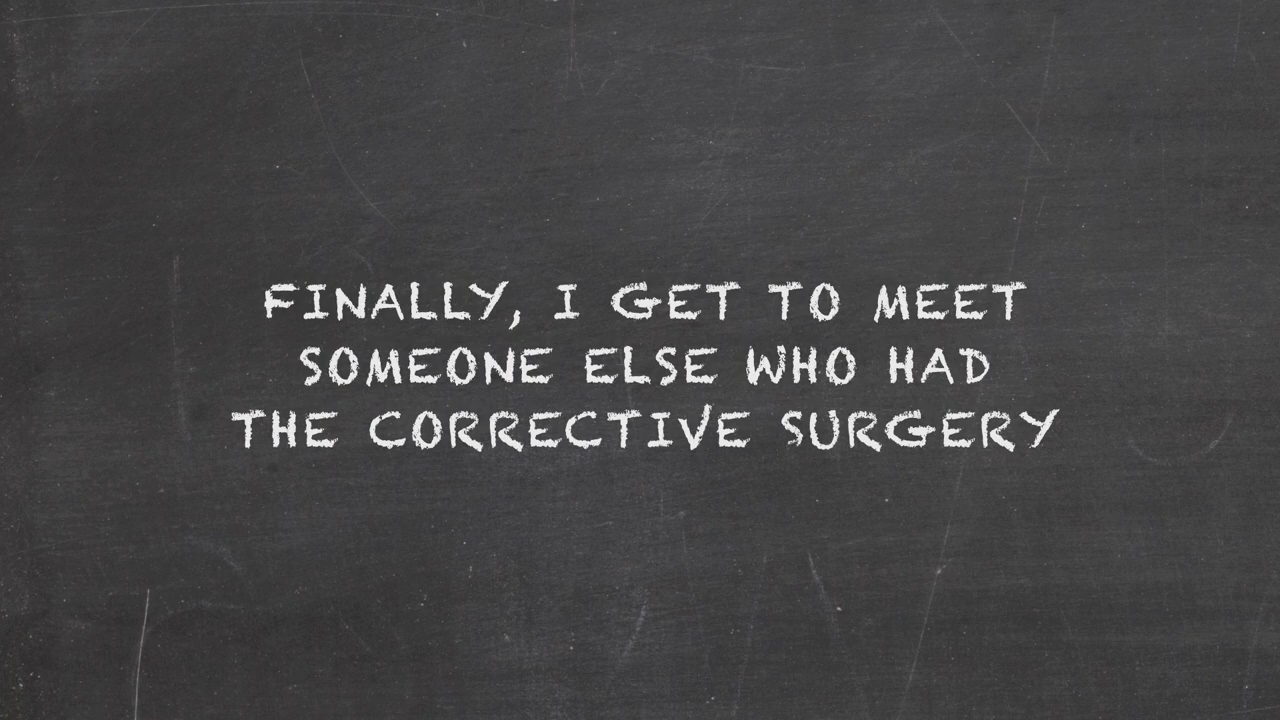 FINALLY, I GET TO MEET
SOMEONE ELSE WHO HAD
THE CORRECTIVE SURGERY